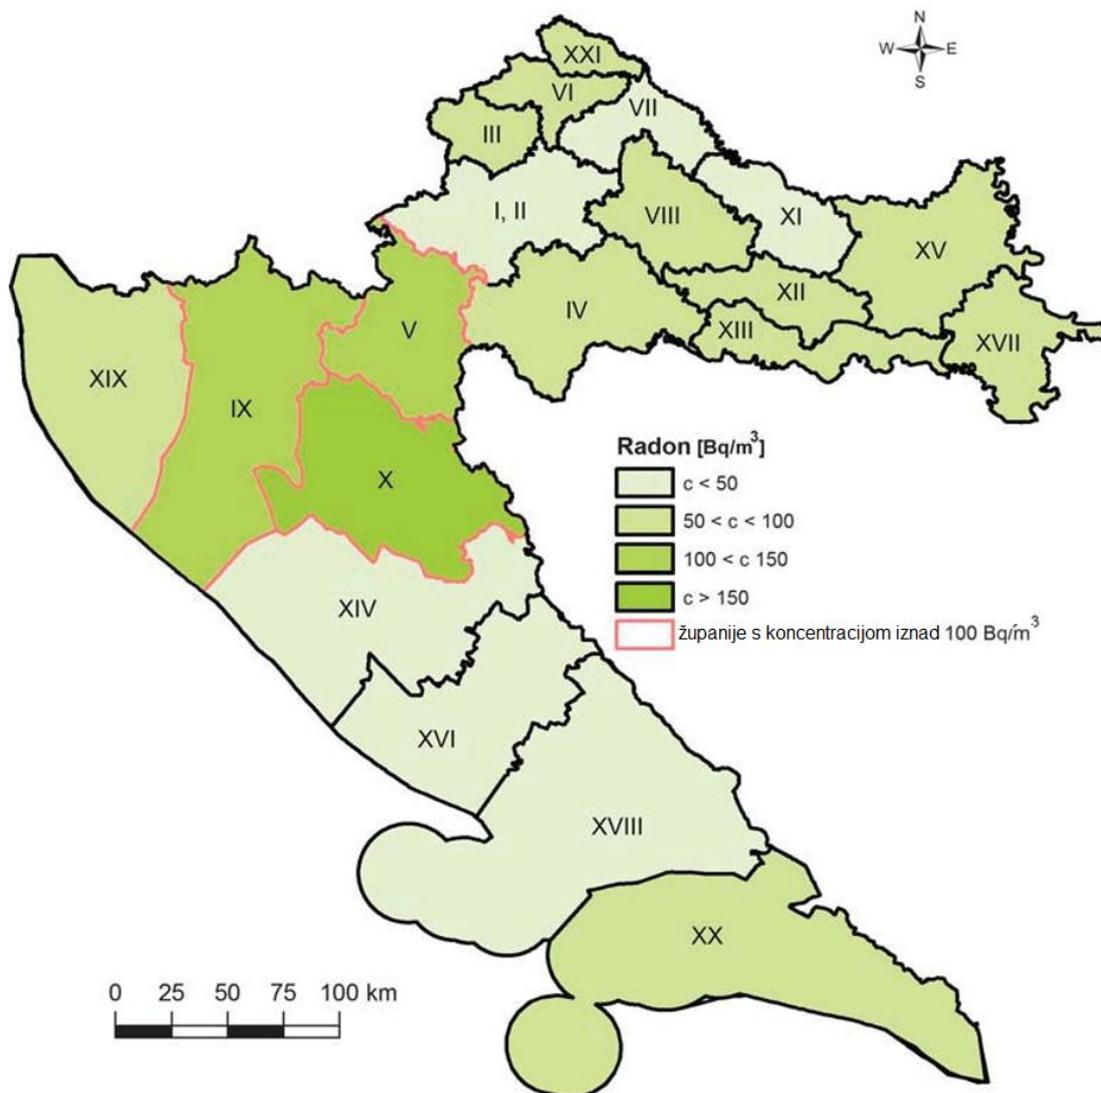 N
W E
S
XXI
VI
VII
III
I, II
VIII
XI
XV
XII
IV
XIII
XVII
V
XIX
IX
X
XIV
XVI
XVIII
XX
Radon [Bq/m³]
c < 50
50 < c < 100
100 < c 150
c > 150
županije s koncentracijom iznad 100 Bq/m³
0 25 50 75 100 km